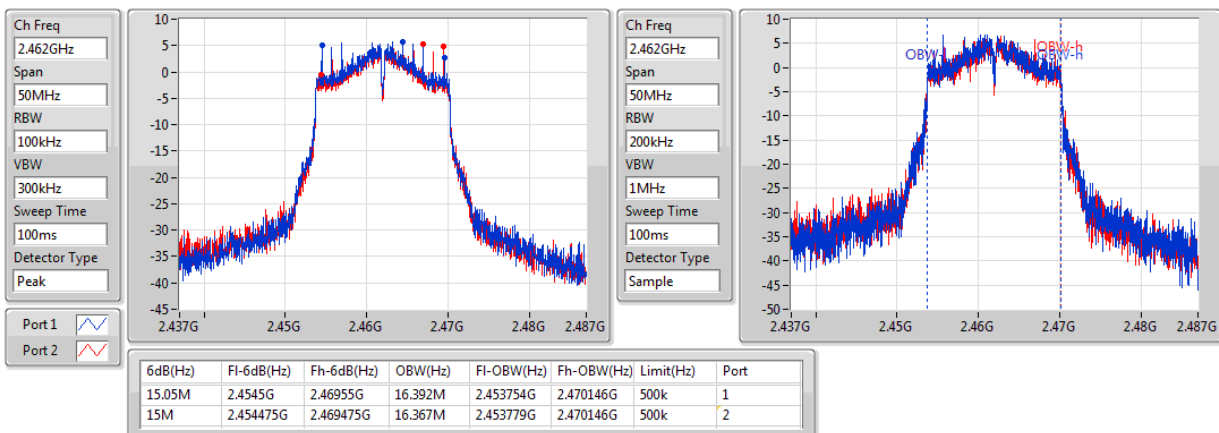 Ch Freq
2.462GHz
Span
50MHz
RBW
100kHz
VBW
300kHz
Sweep Time
100ms
Detector Type
Peak
Port 1
Port 2
10
5
0
-5
-10
-15
-20
-25
-30
-35
-40
-45
2.437G 2.45G 2.46G 2.47G 2.48G 2.487G
Ch Freq
2.462GHz
Span
50MHz
RBW
200kHz
VBW
1MHz
Sweep Time
100ms
Detector Type
Sample
10
5
0
-5
-10
-15
-20
-25
-30
-35
-40
-45
-50
OBW-h
OBW-h
2.437G 2.45G 2.46G 2.47G 2.48G 2.487G
6dB(Hz) Fl-6dB(Hz) Fh-6dB(Hz) OBW(Hz) Fl-OBW(Hz) Fh-OBW(Hz) Limit(Hz) Port
15.05M 2.4545G 2.46955G 16.392M 2.453754G 2.470146G 500k 1
15M 2.454475G 2.469475G 16.367M 2.453779G 2.470146G 500k 2